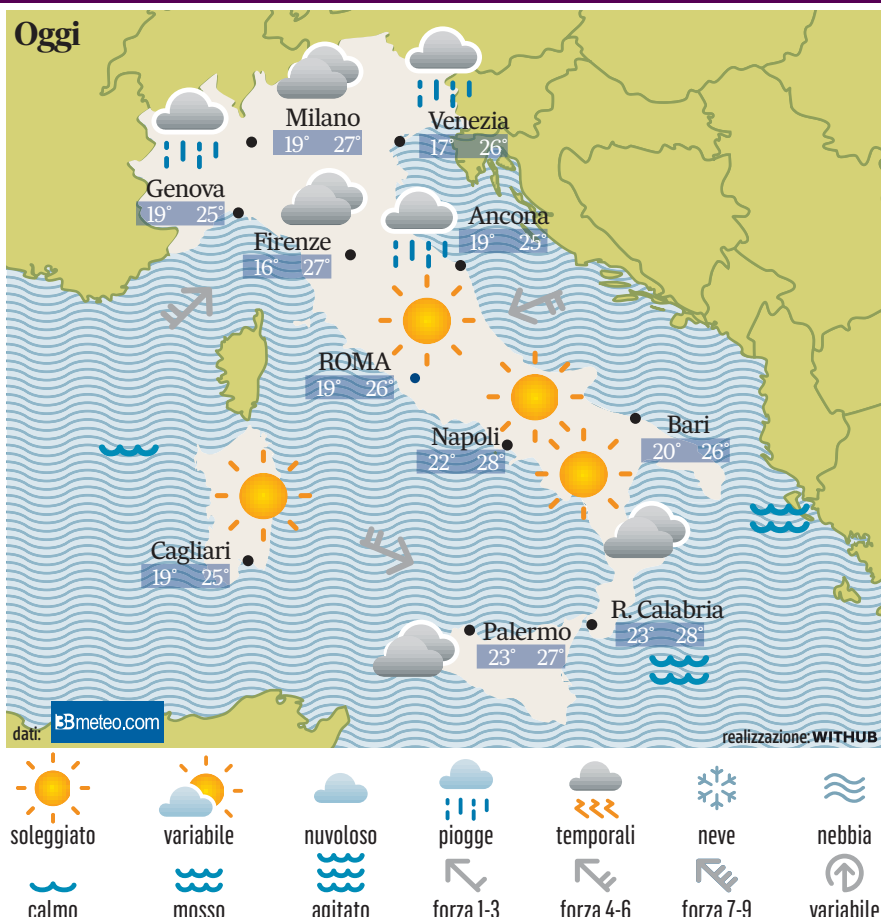 Oggi
Milano
19° 27°
Venezia
17° 26°
Genova
19° 25°
Firenze
16° 27°
Ancona
19° 25°
ROMA
19° 26°
Napoli
22° 28°
Bari
20° 26°
Cagliari
19° 25°
Palermo
23° 27°
R. Calabria
23° 28°
dati: 3Bmeteo.com
realizzazione: WITHUB
soleggiato variabile nuvoloso piogge temporali neve nebbia
calmo mosso agitato forza 1-3 forza 4-6 forza 7-9 variabile